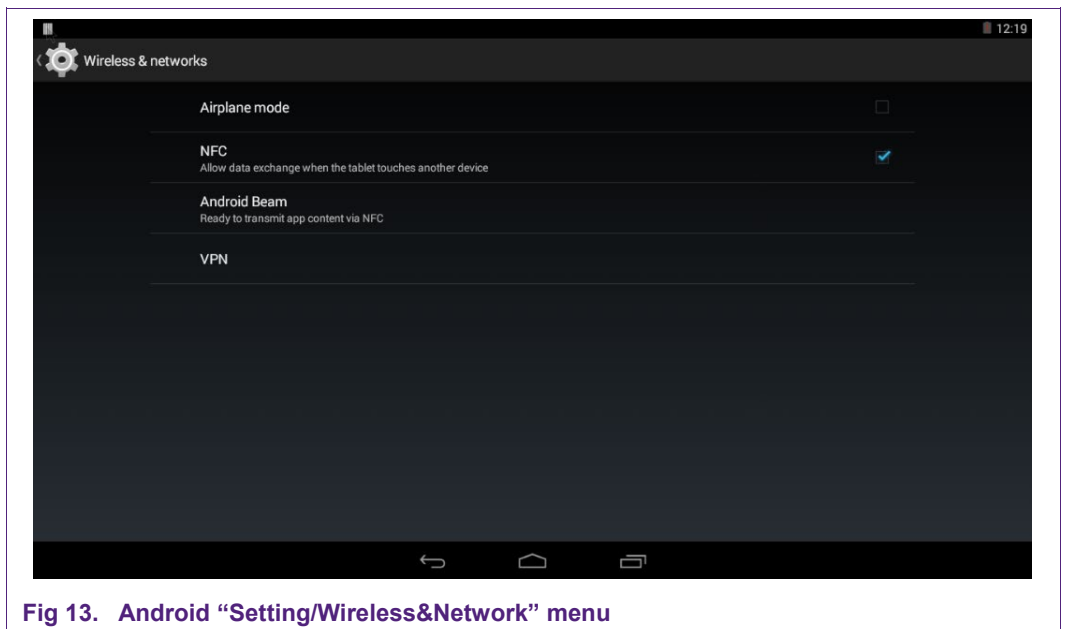 12:19
Wireless & networks
Airplane mode
NFC
Allow data exchange when the tablet touches another device
Android Beam
Ready to transmit app content via NFC
VPN
Fig 13. Android “Setting/Wireless&Network” menu